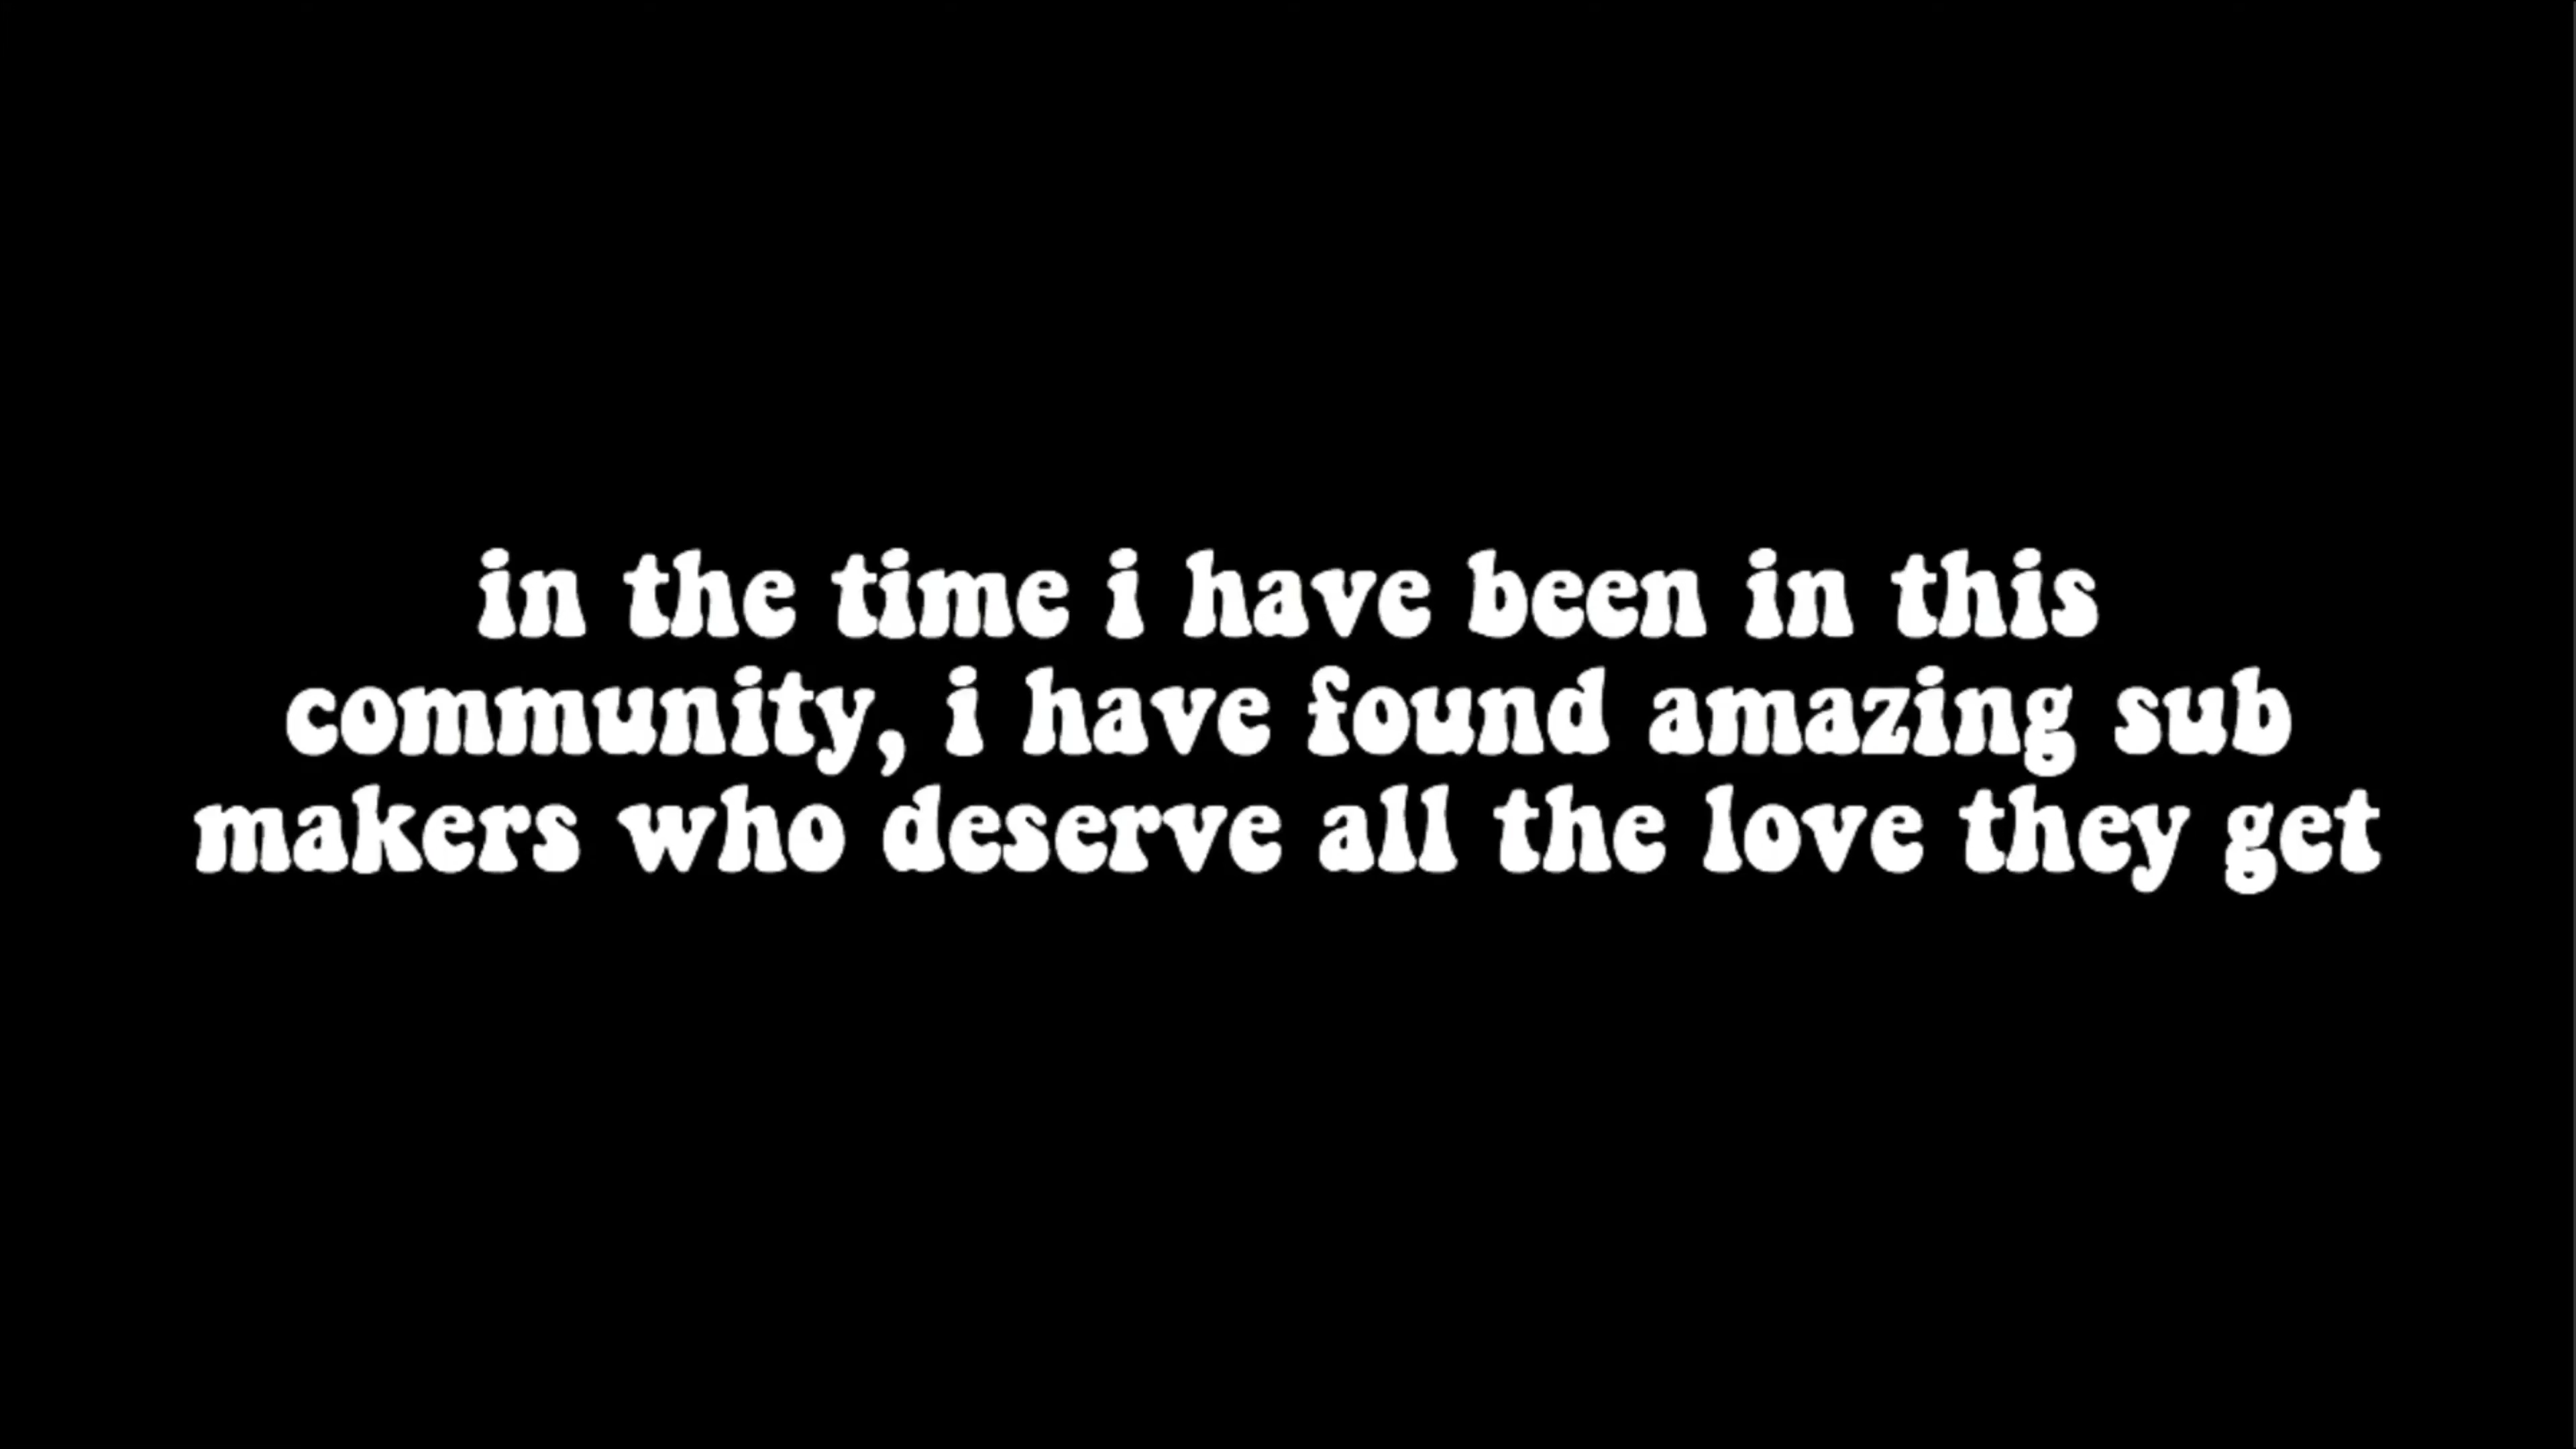 in the time i have been in this
community, i have found amazing sub
makers who deserve all the love they get